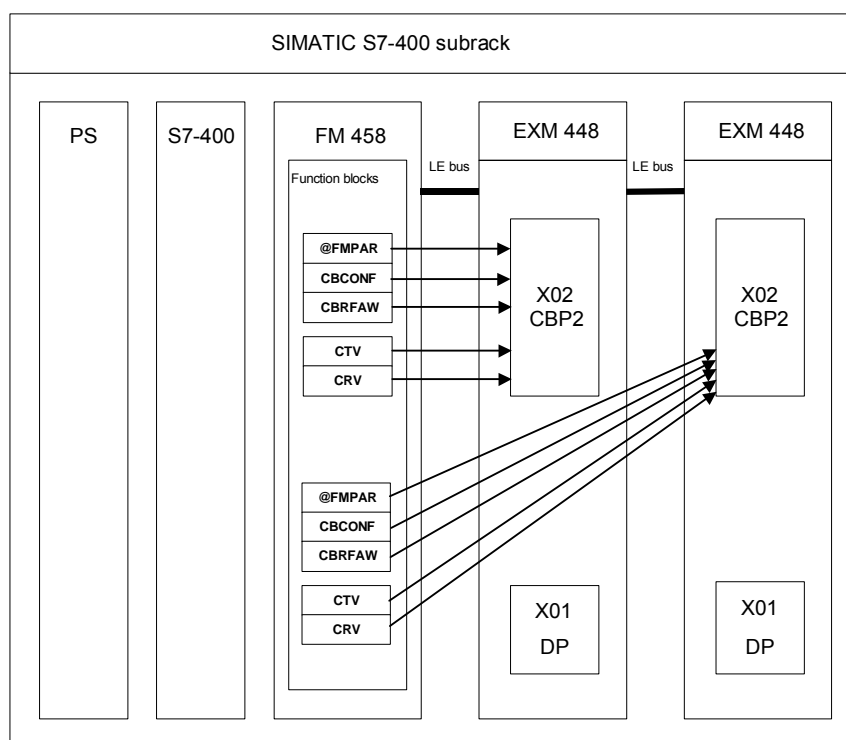 SIMATIC S7-400 subrack
PS
S7-400
FM 458
EXM 448
EXM 448
LE bus
LE bus
Function blocks
@FMPAR
CBCONF
CBRFAW
CTV
CRV
X02
CBP2
X02
CBP2
@FMPAR
CBCONF
CBRFAW
CTV
CRV
X01
DP
X01
DP